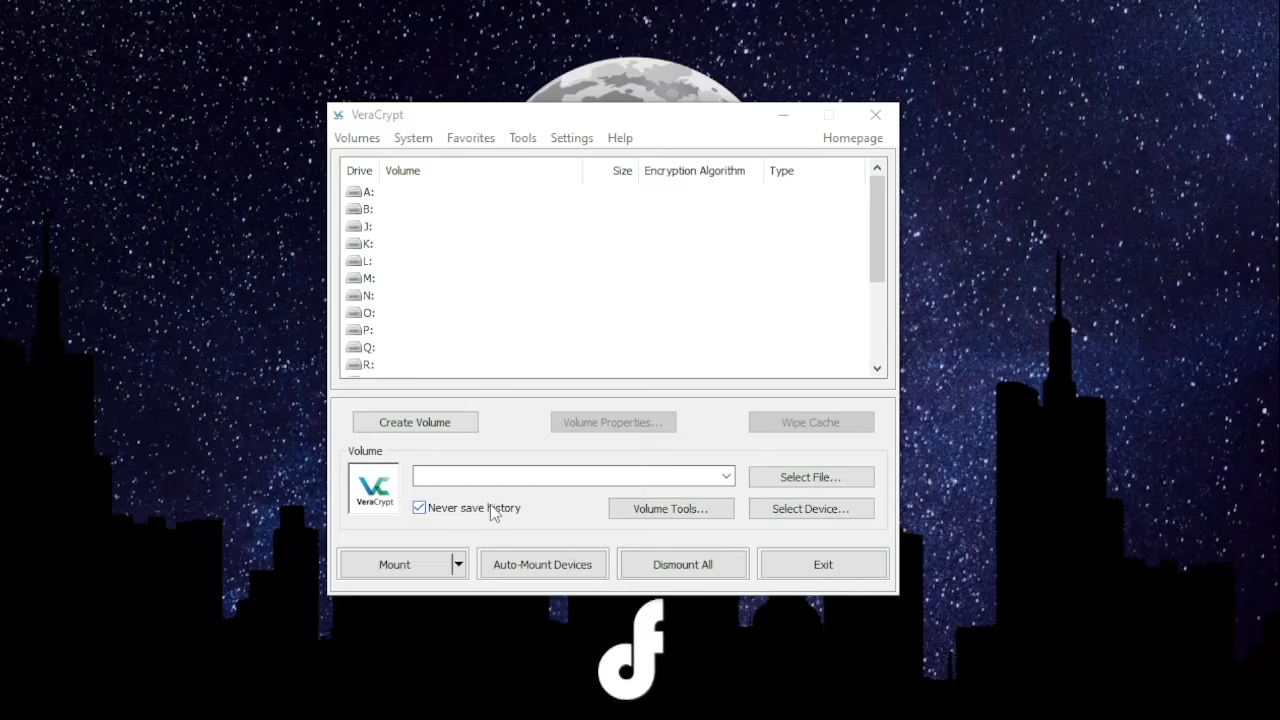 VeraCrypt
Volumes System Favorites Tools Settings Help Homepage
Drive Volume Size Encryption Algorithm Type
A:
B:
J:
K:
L:
M:
N:
O:
P:
Q:
R:
Create Volume Volume Properties... Wipe Cache
Volume
VeraCrypt
Select File...
Never save history Volume Tools... Select Device...
Mount Auto-Mount Devices Dismount All Exit